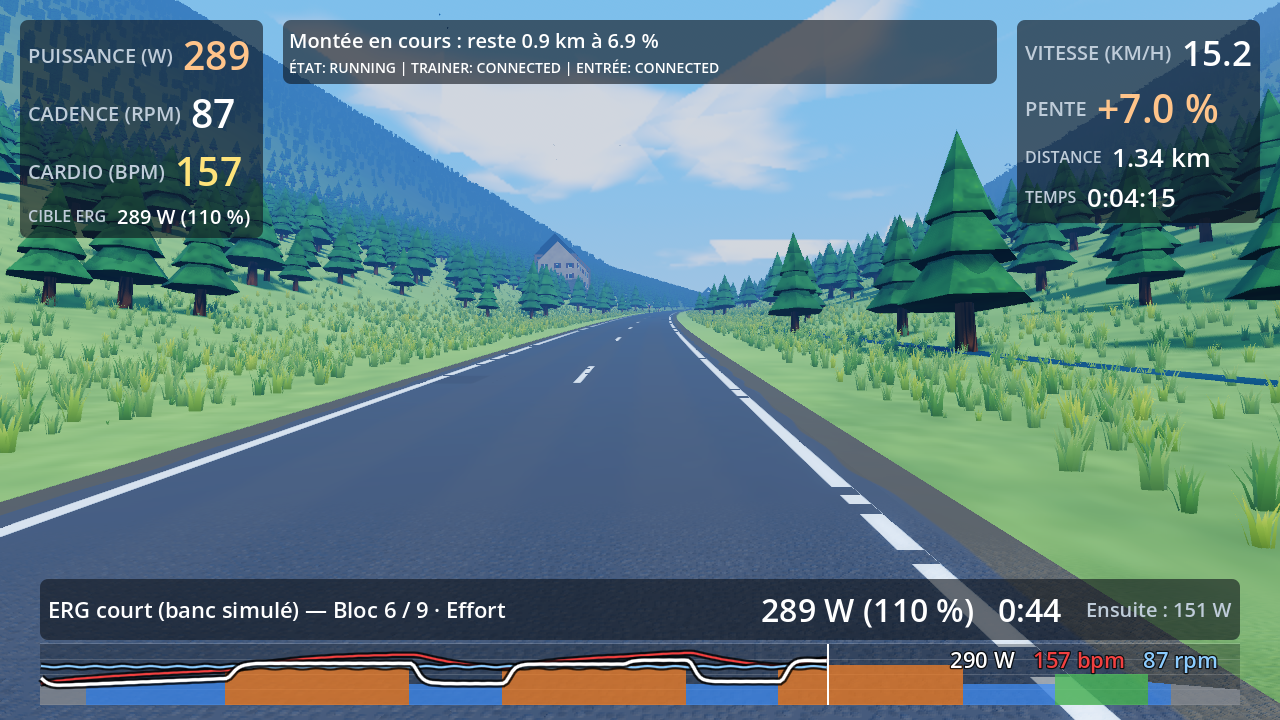 PUISSANCE (W) 289
CADENCE (RPM) 87
CARDIO (BPM) 157
CIBLE ERG 289 W (110 %)
Montée en cours : reste 0.9 km à 6.9 %
ÉTAT: RUNNING | TRAINER: CONNECTED | ENTRÉE: CONNECTED
VITESSE (KM/H) 15.2
PENTE +7.0 %
DISTANCE 1.34 km
TEMPS 0:04:15
ERG court (banc simulé) — Bloc 6 / 9 · Effort 289 W (110 %) 0:44 Ensuite : 151 W
290 W 157 bpm 87 rpm